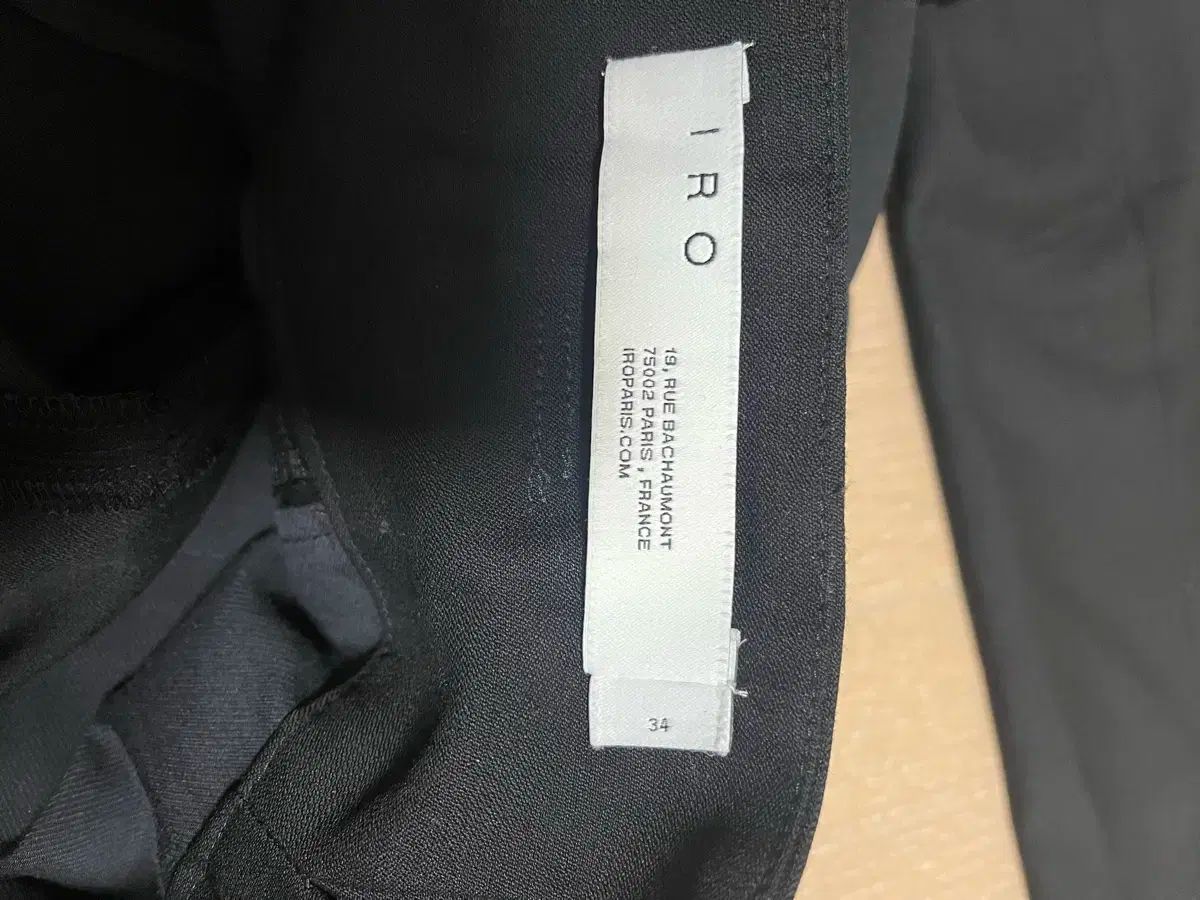 IRO
19, RUE BACHAUMONT
75002 PARIS , FRANCE
IROPARIS.COM
34